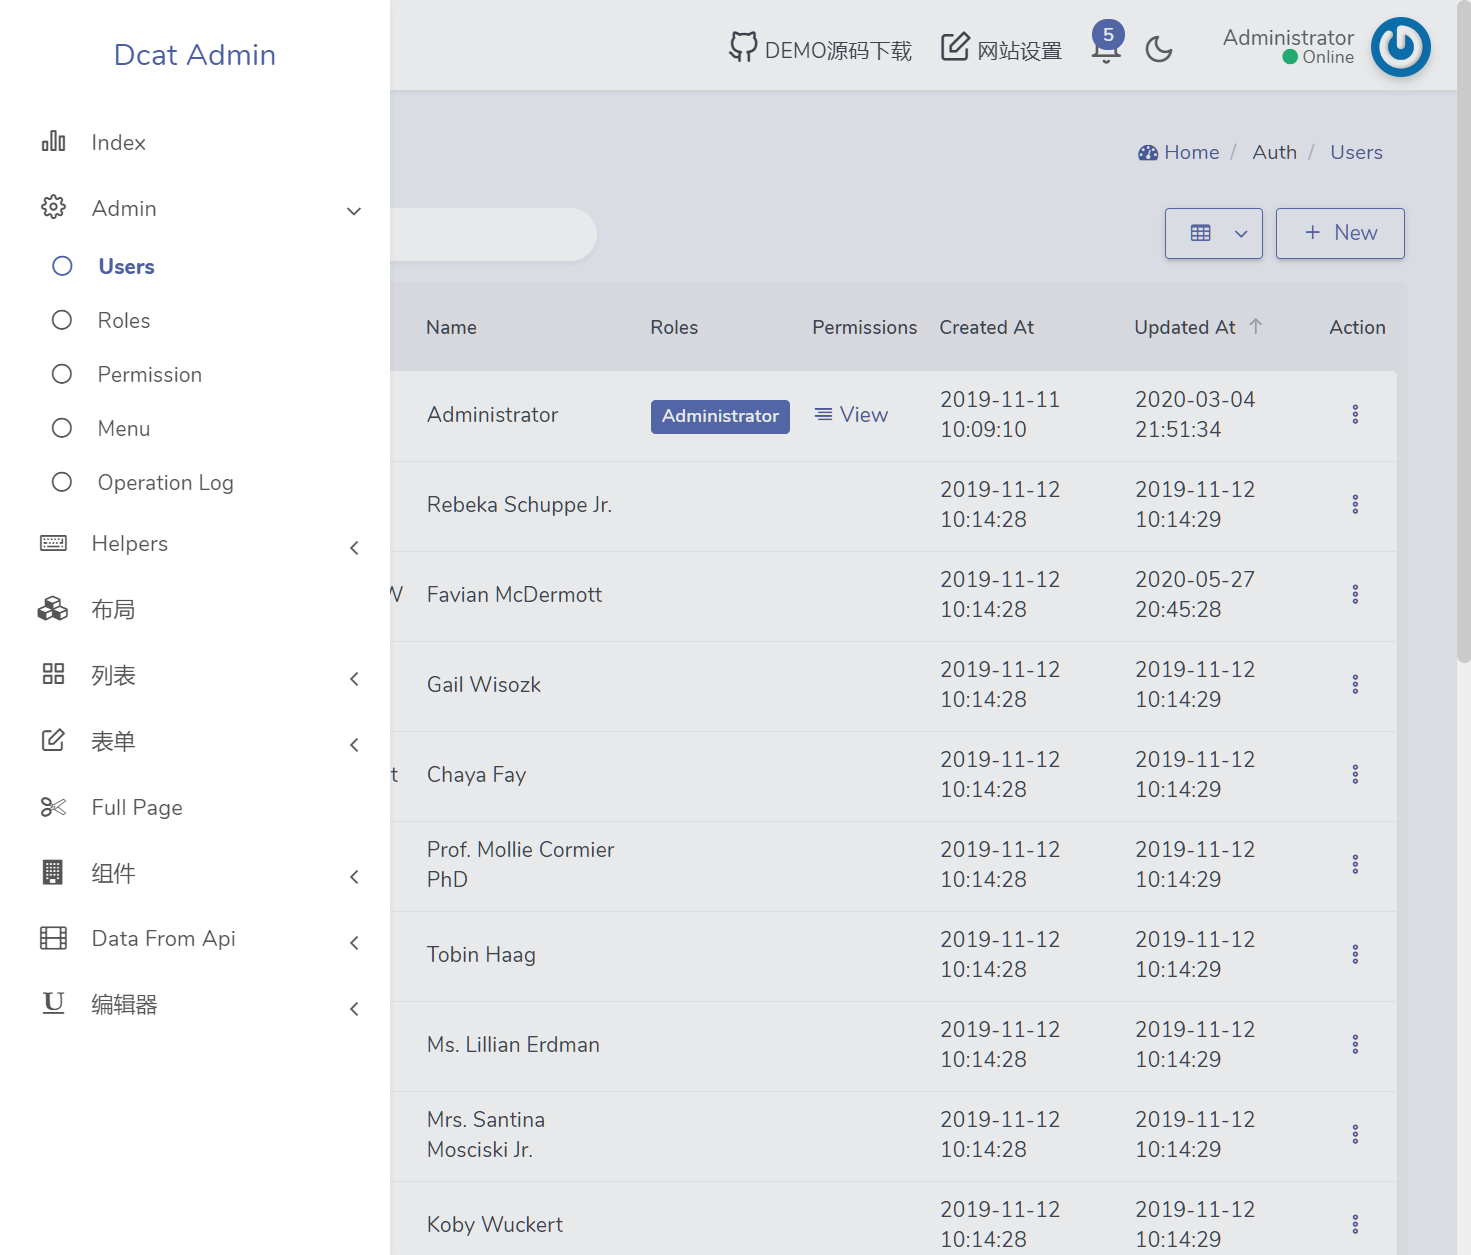 Dcat Admin
Index
Admin
Users
Roles
Permission
Menu
Operation Log
Helpers
布局
列表
表单
Full Page
组件
Data From Api
编辑器
DEMO源码下载
网站设置
5
Administrator
Online
Home / Auth / Users
New
Name Roles Permissions Created At Updated At Action
Administrator Administrator View 2019-11-11 10:09:10 2020-03-04 21:51:34
Rebeka Schuppe Jr. 2019-11-12 10:14:28 2019-11-12 10:14:29
Favian McDermott 2019-11-12 10:14:28 2020-05-27 20:45:28
Gail Wisozk 2019-11-12 10:14:28 2019-11-12 10:14:29
t Chaya Fay 2019-11-12 10:14:28 2019-11-12 10:14:29
Prof. Mollie Cormier PhD 2019-11-12 10:14:28 2019-11-12 10:14:29
Tobin Haag 2019-11-12 10:14:28 2019-11-12 10:14:29
Ms. Lillian Erdman 2019-11-12 10:14:28 2019-11-12 10:14:29
Mrs. Santina Mosciski Jr. 2019-11-12 10:14:28 2019-11-12 10:14:29
Koby Wuckert 2019-11-12 10:14:28 2019-11-12 10:14:29